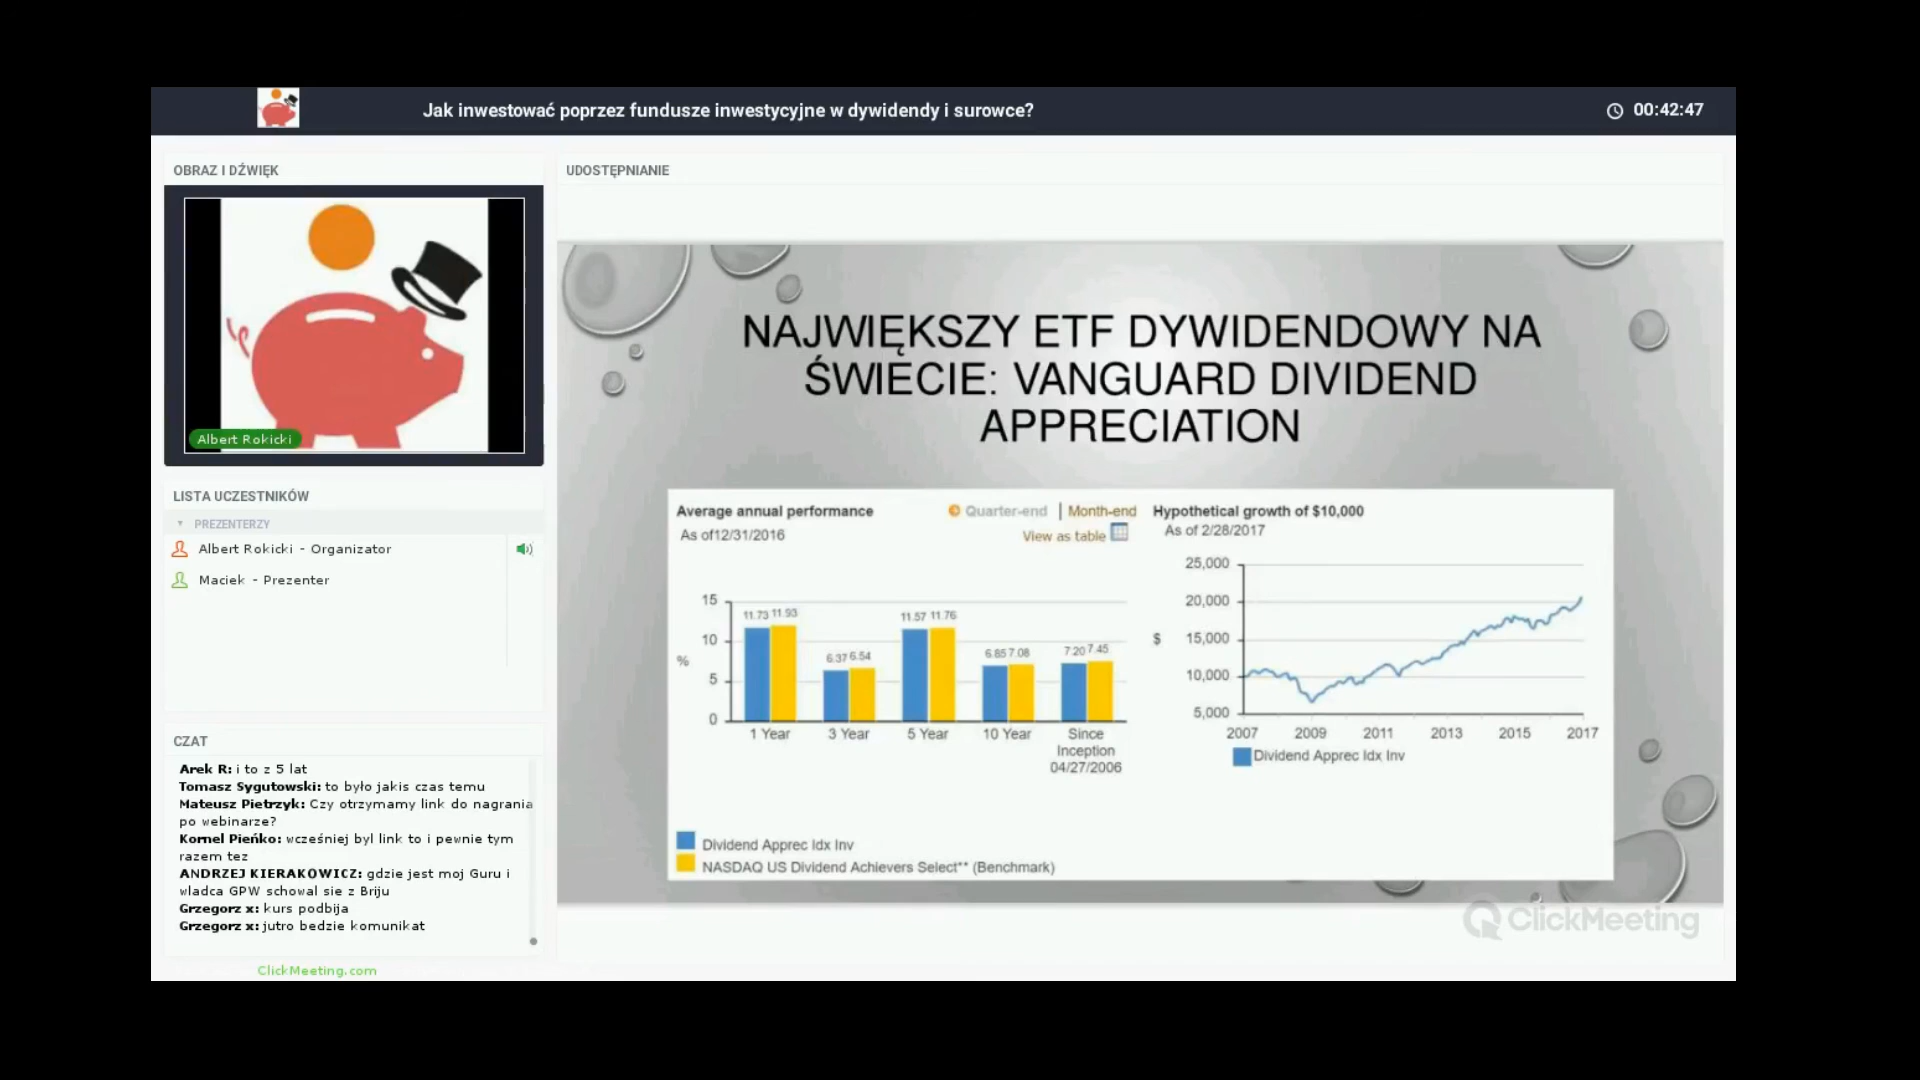 Jak inwestować poprzez fundusze inwestycyjne w dywidendy i surowce?
00:42:47
OBRAZ I DŹWIĘK
Albert Rokicki
LISTA UCZESTNIKÓW
PREZENTERZY
Albert Rokicki - Organizator
Maciek - Prezenter
CZAT
Arek R: i to z 5 lat
Tomasz Sygutowski: to było jakis czas temu
Mateusz Pietrzyk: Czy otrzymamy link do nagrania
po webinarze?
Kornel Pieńko: wcześniej byl link to i pewnie tym
razem tez
ANDRZEJ KIERAKOWICZ: gdzie jest moj Guru i
wladca GPW schowal sie z Briju
Grzegorz x: kurs podbija
Grzegorz x: jutro bedzie komunikat
ClickMeeting.com
UDOSTĘPNIANIE
NAJWIĘKSZY ETF DYWIDENDOWY NA
ŚWIECIE: VANGUARD DIVIDEND
APPRECIATION
Average annual performance
Quarter-end | Month-end
As of12/31/2016
View as table
15
10
5
0
%
11.73 11.93
6.37 6.54
11.57 11.76
6.85 7.08
7.20 7.45
1 Year
3 Year
5 Year
10 Year
Since
Inception
04/27/2006
Dividend Apprec Idx Inv
NASDAQ US Dividend Achievers Select** (Benchmark)
Hypothetical growth of $10,000
As of 2/28/2017
25,000
20,000
$ 15,000
10,000
5,000
2007 2009 2011 2013 2015 2017
Dividend Apprec Idx Inv
ClickMeeting